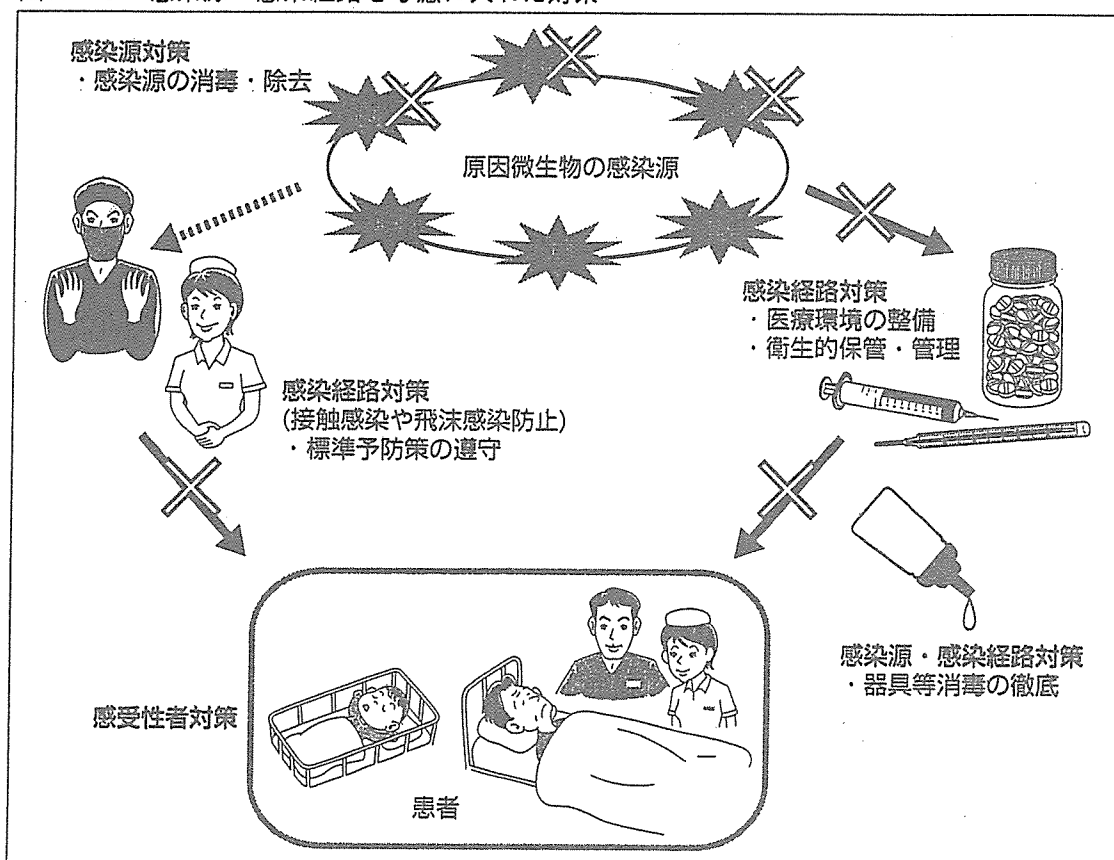 感染源対策
・感染源の消毒・除去
原因微生物の感染源
感染経路対策
・医療環境の整備
・衛生的保管・管理
感染経路対策
(接触感染や飛沫感染防止)
・標準予防策の遵守
感染源・感染経路対策
・器具等消毒の徹底
感受性者対策
患者